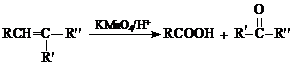 RCH=C—R'' KMnO₄/H⁺ RCOOH + R'—C—R''
O
R'